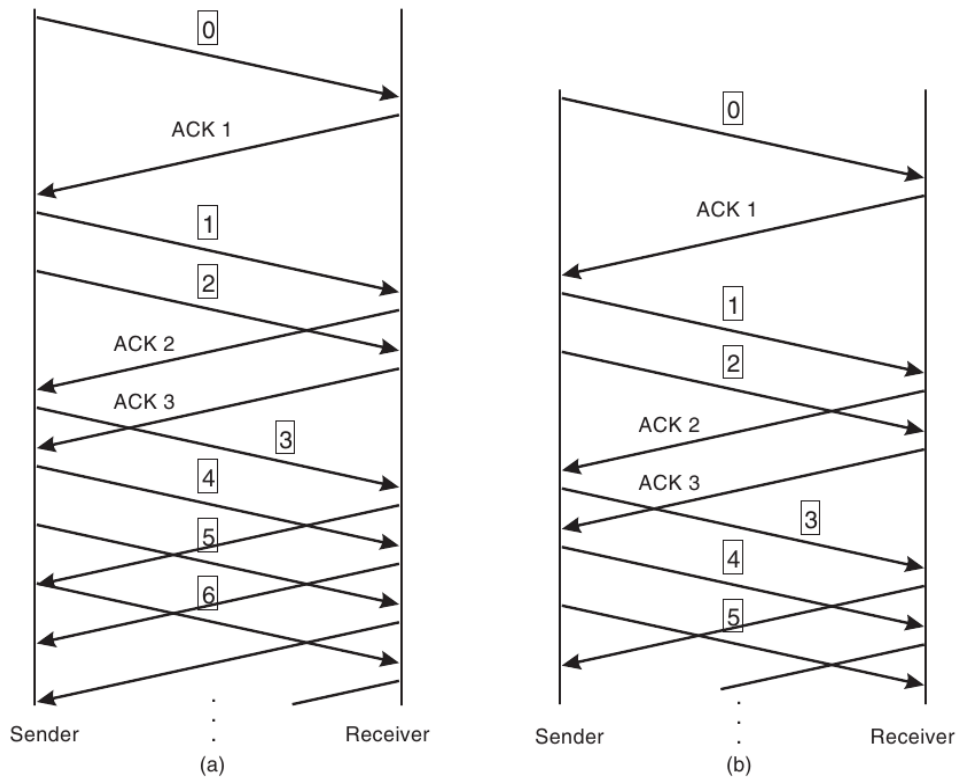 0
ACK 1
1
2
ACK 2
ACK 3
3
4
5
6
.
.
.
Sender
Receiver
(a)
0
ACK 1
1
2
ACK 2
ACK 3
3
4
5
.
.
.
Sender
Receiver
(b)